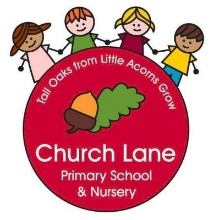 Tall Oaks from Little Acorns Grow
Church Lane
Primary School
& Nursery